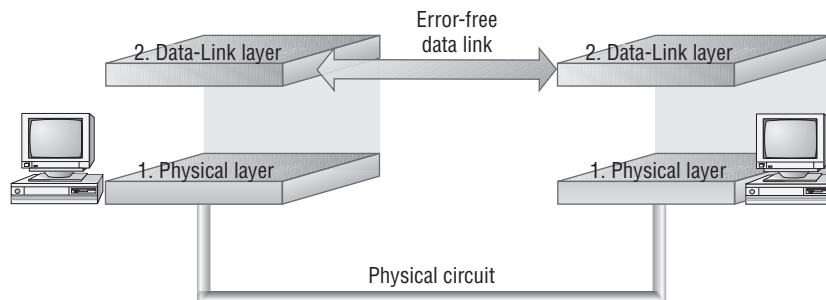 Error-free
data link
2. Data-Link layer
2. Data-Link layer
1. Physical layer
1. Physical layer
Physical circuit